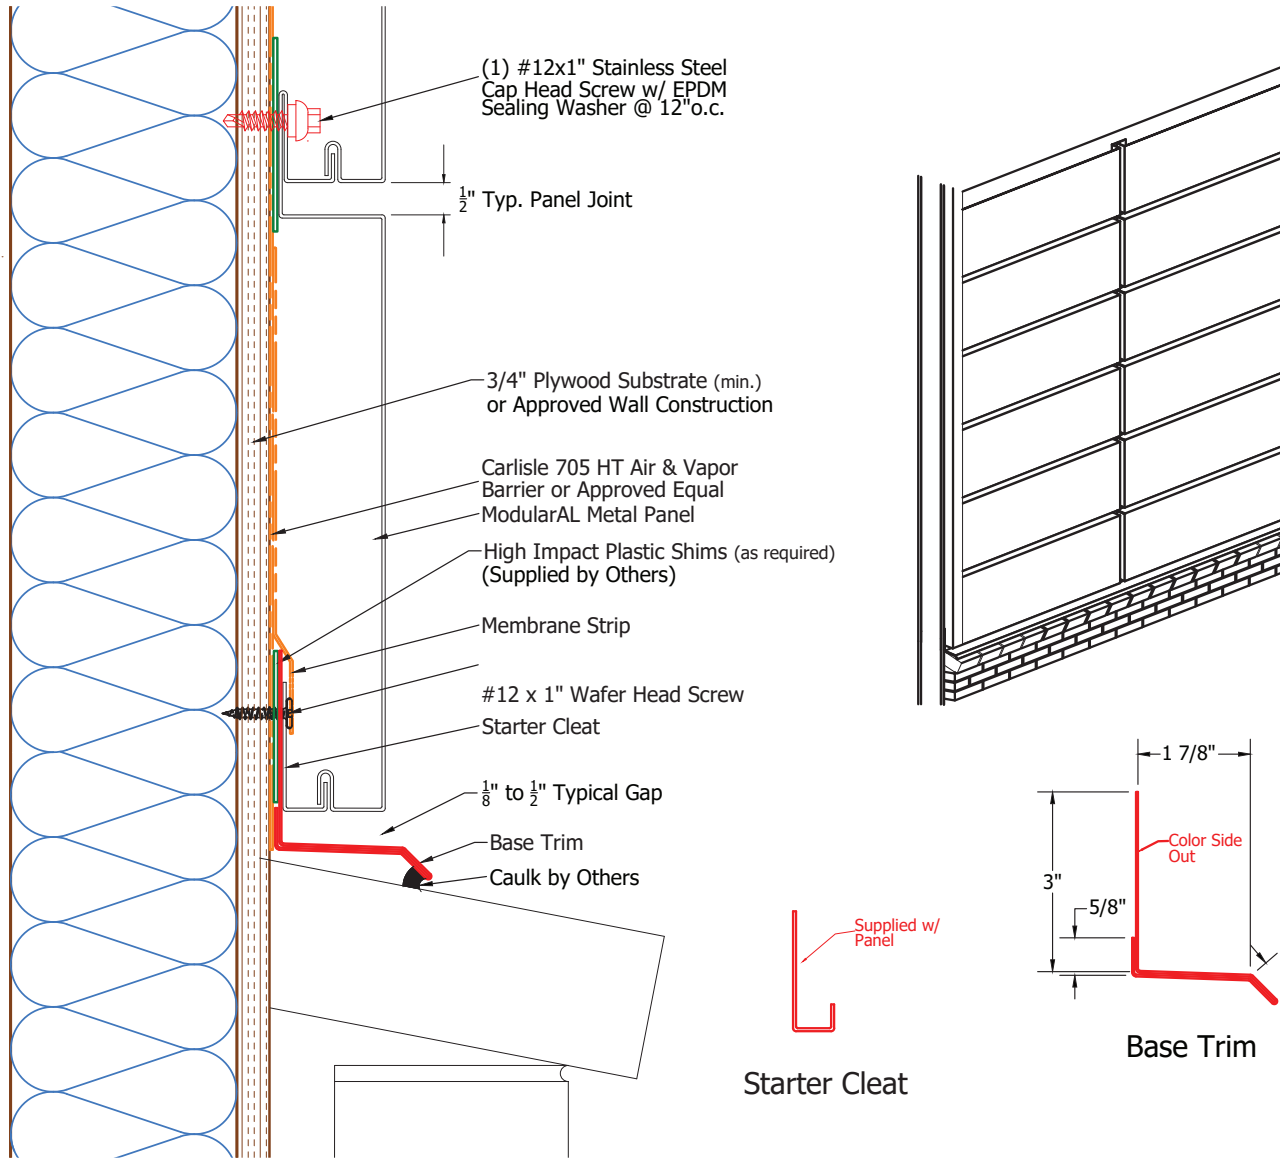 (1) #12x1" Stainless Steel
Cap Head Screw w/ EPDM
Sealing Washer @ 12"o.c.
1/2" Typ. Panel Joint
3/4" Plywood Substrate (min.)
or Approved Wall Construction
Carlisle 705 HT Air & Vapor
Barrier or Approved Equal
ModularAL Metal Panel
High Impact Plastic Shims (as required)
(Supplied by Others)
Membrane Strip
#12 x 1" Wafer Head Screw
Starter Cleat
1/8" to 1/2" Typical Gap
Base Trim
Caulk by Others
Supplied w/
Panel
Starter Cleat
1 7/8"
Color Side
Out
3"
5/8"
Base Trim